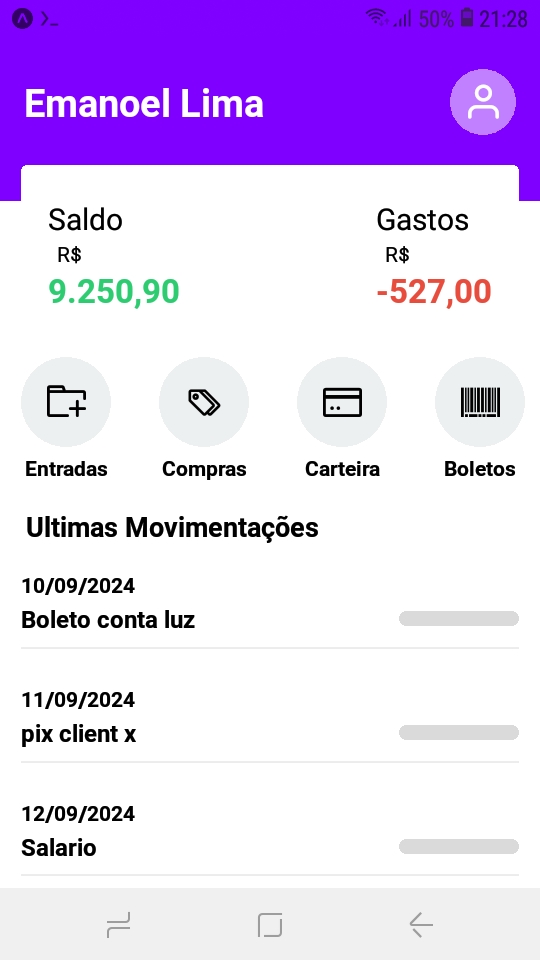 50% 21:28
Emanoel Lima
Saldo Gastos
R$ R$
9.250,90 -527,00
Entradas Compras Carteira Boletos
Ultimas Movimentações
10/09/2024
Boleto conta luz
11/09/2024
pix client x
12/09/2024
Salario